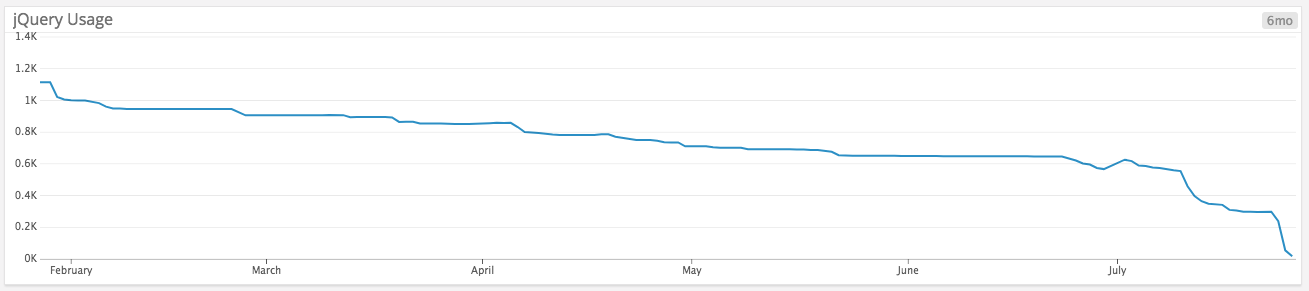 jQuery Usage
6mo
1.4K
1.2K
1K
0.8K
0.6K
0.4K
0.2K
0K
February March April May June July